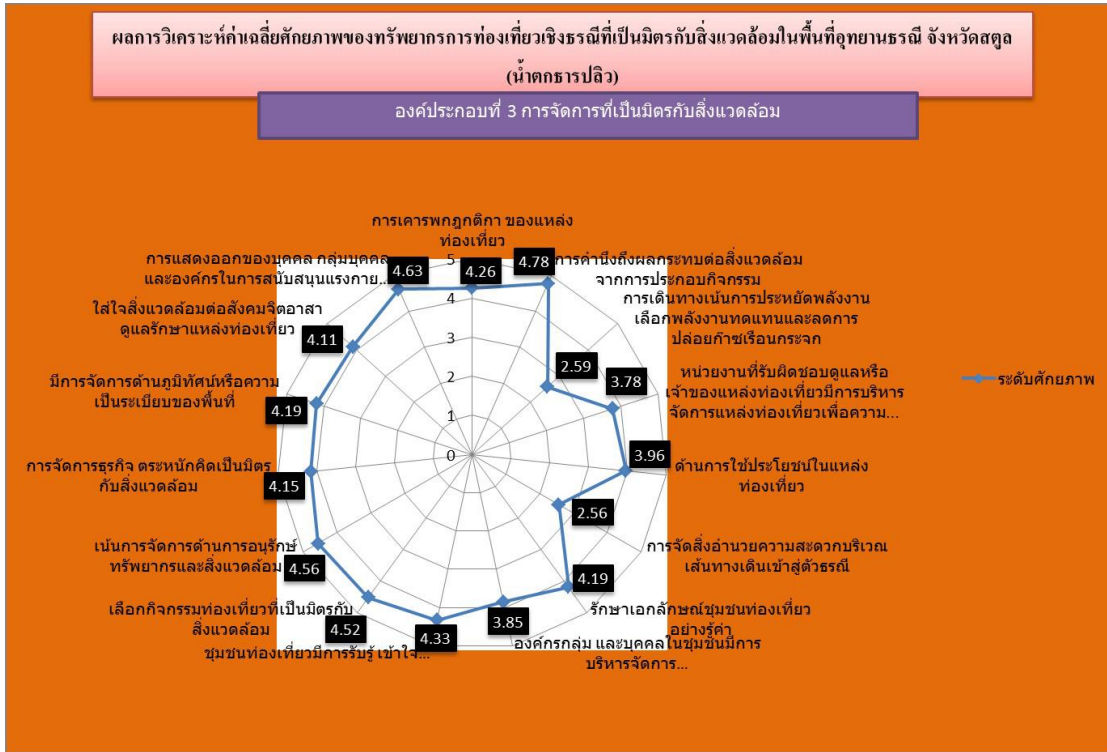 ผลการวิเคราะห์ค่าเฉลี่ยศักยภาพของทรัพยากรการท่องเที่ยวเชิงธรณีที่เป็นมิตรกับสิ่งแวดล้อมในพื้นที่อุทยานธรณี จังหวัดสตูล
(น้ำตกธารปลิว)
องค์ประกอบที่ 3 การจัดการที่เป็นมิตรกับสิ่งแวดล้อม
การเคารพกฎกติกา ของแหล่ง
ท่องเที่ยว
4.26
การคำนึงถึงผลกระทบต่อสิ่งแวดล้อม
จากการประกอบกิจกรรม
4.78
การเดินทางเน้นการประหยัดพลังงาน
เลือกพลังงานทดแทนและลดการ
ปล่อยก๊าซเรือนกระจก
2.59
หน่วยงานที่รับผิดชอบดูแลหรือ
เจ้าของแหล่งท่องเที่ยวมีการบริหาร
จัดการแหล่งท่องเที่ยวเพื่อความ...
3.78
ด้านการใช้ประโยชน์ในแหล่ง
ท่องเที่ยว
3.96
การจัดสิ่งอำนวยความสะดวกบริเวณ
เส้นทางเดินเข้าสู่ตัวธรณี
2.56
รักษาเอกลักษณ์ชุมชนท่องเที่ยว
อย่างรู้ค่า
4.19
องค์กรกลุ่ม และบุคคลในชุมชนมีการ
บริหารจัดการ...
3.85
ชุมชนท่องเที่ยวมีการรับรู้ เข้าใจ...
4.33
เลือกกิจกรรมท่องเที่ยวที่เป็นมิตรกับ
สิ่งแวดล้อม
4.52
เน้นการจัดการด้านการอนุรักษ์
ทรัพยากรและสิ่งแวดล้อม
4.56
การจัดการธุรกิจ ตระหนักคิดเป็นมิตร
กับสิ่งแวดล้อม
4.15
มีการจัดการด้านภูมิทัศน์หรือความ
เป็นระเบียบของพื้นที่
4.19
ใส่ใจสิ่งแวดล้อมต่อสังคมจิตอาสา
ดูแลรักษาแหล่งท่องเที่ยว
4.11
การแสดงออกของบุคคล กลุ่มบุคคล
และองค์กรในการสนับสนุนแรงกาย...
4.63
5
4
3
2
1
0
ระดับศักยภาพ